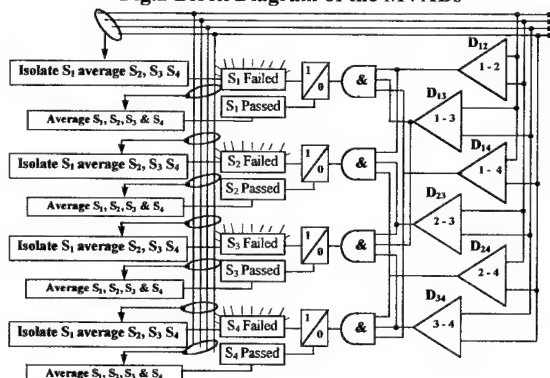 Block Diagram of the
Isolate S₁ average S₂, S₃ S₄
Average S₁, S₂, S₃ & S₄
S₁ Failed
S₁ Passed
1
0
&
D₁₂
1 - 2
D₁₃
1 - 3
Isolate S₁ average S₂, S₃ S₄
Average S₁, S₂, S₃ & S₄
S₂ Failed
S₂ Passed
1
0
&
D₁₄
1 - 4
D₂₃
2 - 3
Isolate S₁ average S₂, S₃ S₄
Average S₁, S₂, S₃ & S₄
S₃ Failed
S₃ Passed
1
0
&
D₂₄
2 - 4
Isolate S₁ average S₂, S₃ S₄
Average S₁, S₂, S₃ & S₄
S₄ Failed
S₄ Passed
1
0
&
D₃₄
3 - 4